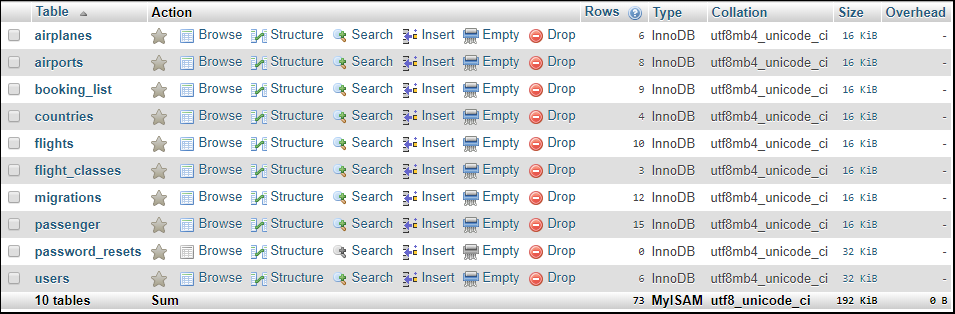 Table Action Rows Type Collation Size Overhead
airplanes Browse Structure Search Insert Empty Drop 6 InnoDB utf8mb4_unicode_ci 16 KiB -
airports Browse Structure Search Insert Empty Drop 8 InnoDB utf8mb4_unicode_ci 16 KiB -
booking_list Browse Structure Search Insert Empty Drop 9 InnoDB utf8mb4_unicode_ci 16 KiB -
countries Browse Structure Search Insert Empty Drop 4 InnoDB utf8mb4_unicode_ci 16 KiB -
flights Browse Structure Search Insert Empty Drop 10 InnoDB utf8mb4_unicode_ci 16 KiB -
flight_classes Browse Structure Search Insert Empty Drop 3 InnoDB utf8mb4_unicode_ci 16 KiB -
migrations Browse Structure Search Insert Empty Drop 12 InnoDB utf8mb4_unicode_ci 16 KiB -
passenger Browse Structure Search Insert Empty Drop 15 InnoDB utf8mb4_unicode_ci 16 KiB -
password_resets Browse Structure Search Insert Empty Drop 0 InnoDB utf8mb4_unicode_ci 32 KiB -
users Browse Structure Search Insert Empty Drop 6 InnoDB utf8mb4_unicode_ci 32 KiB -
10 tables Sum 73 MyISAM utf8_unicode_ci 192 KiB 0 B